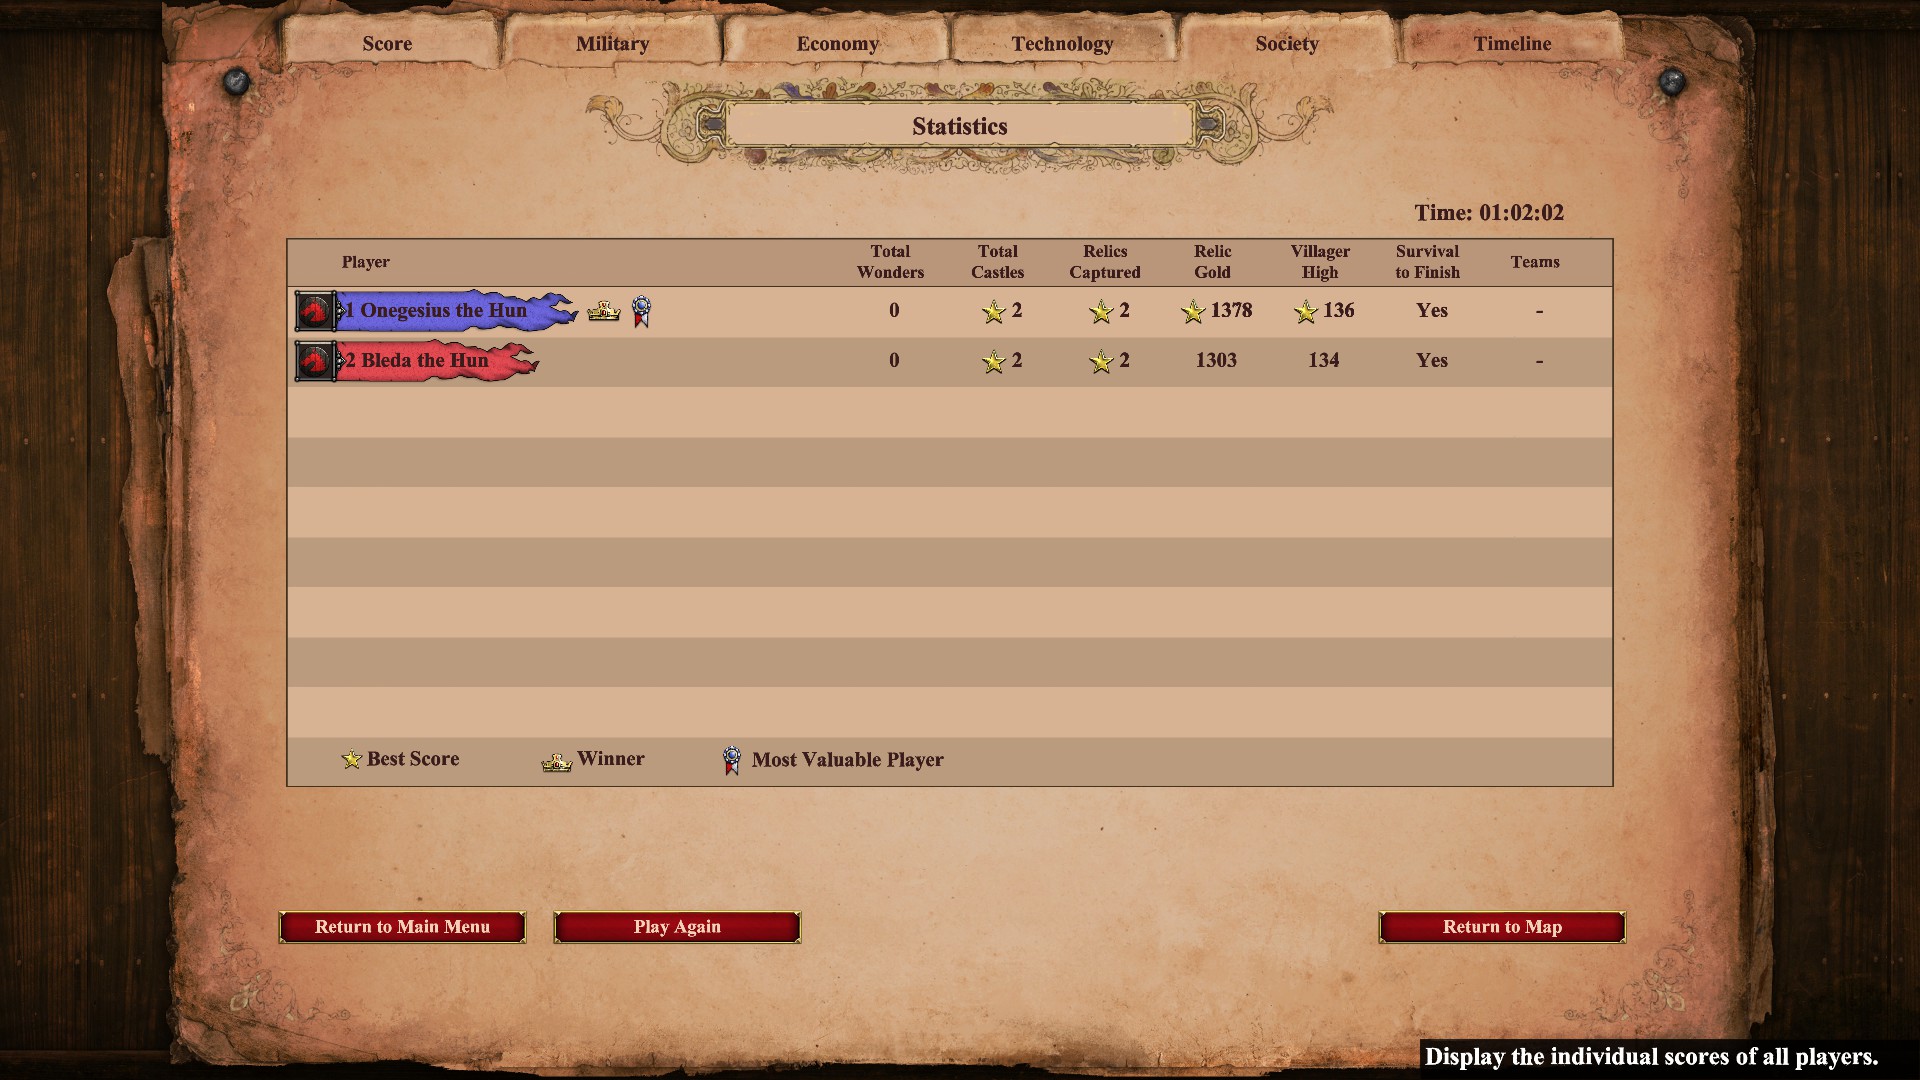 Score Military Economy Technology Society Timeline
Statistics
Time: 01:02:02
Player Total Wonders Total Castles Relics Captured Relic Gold Villager High Survival to Finish Teams
1 Onegesius the Hun 0 2 2 1378 136 Yes -
2 Bleda the Hun 0 2 2 1303 134 Yes -
Best Score Winner Most Valuable Player
Return to Main Menu Play Again Return to Map
Display the individual scores of all players.